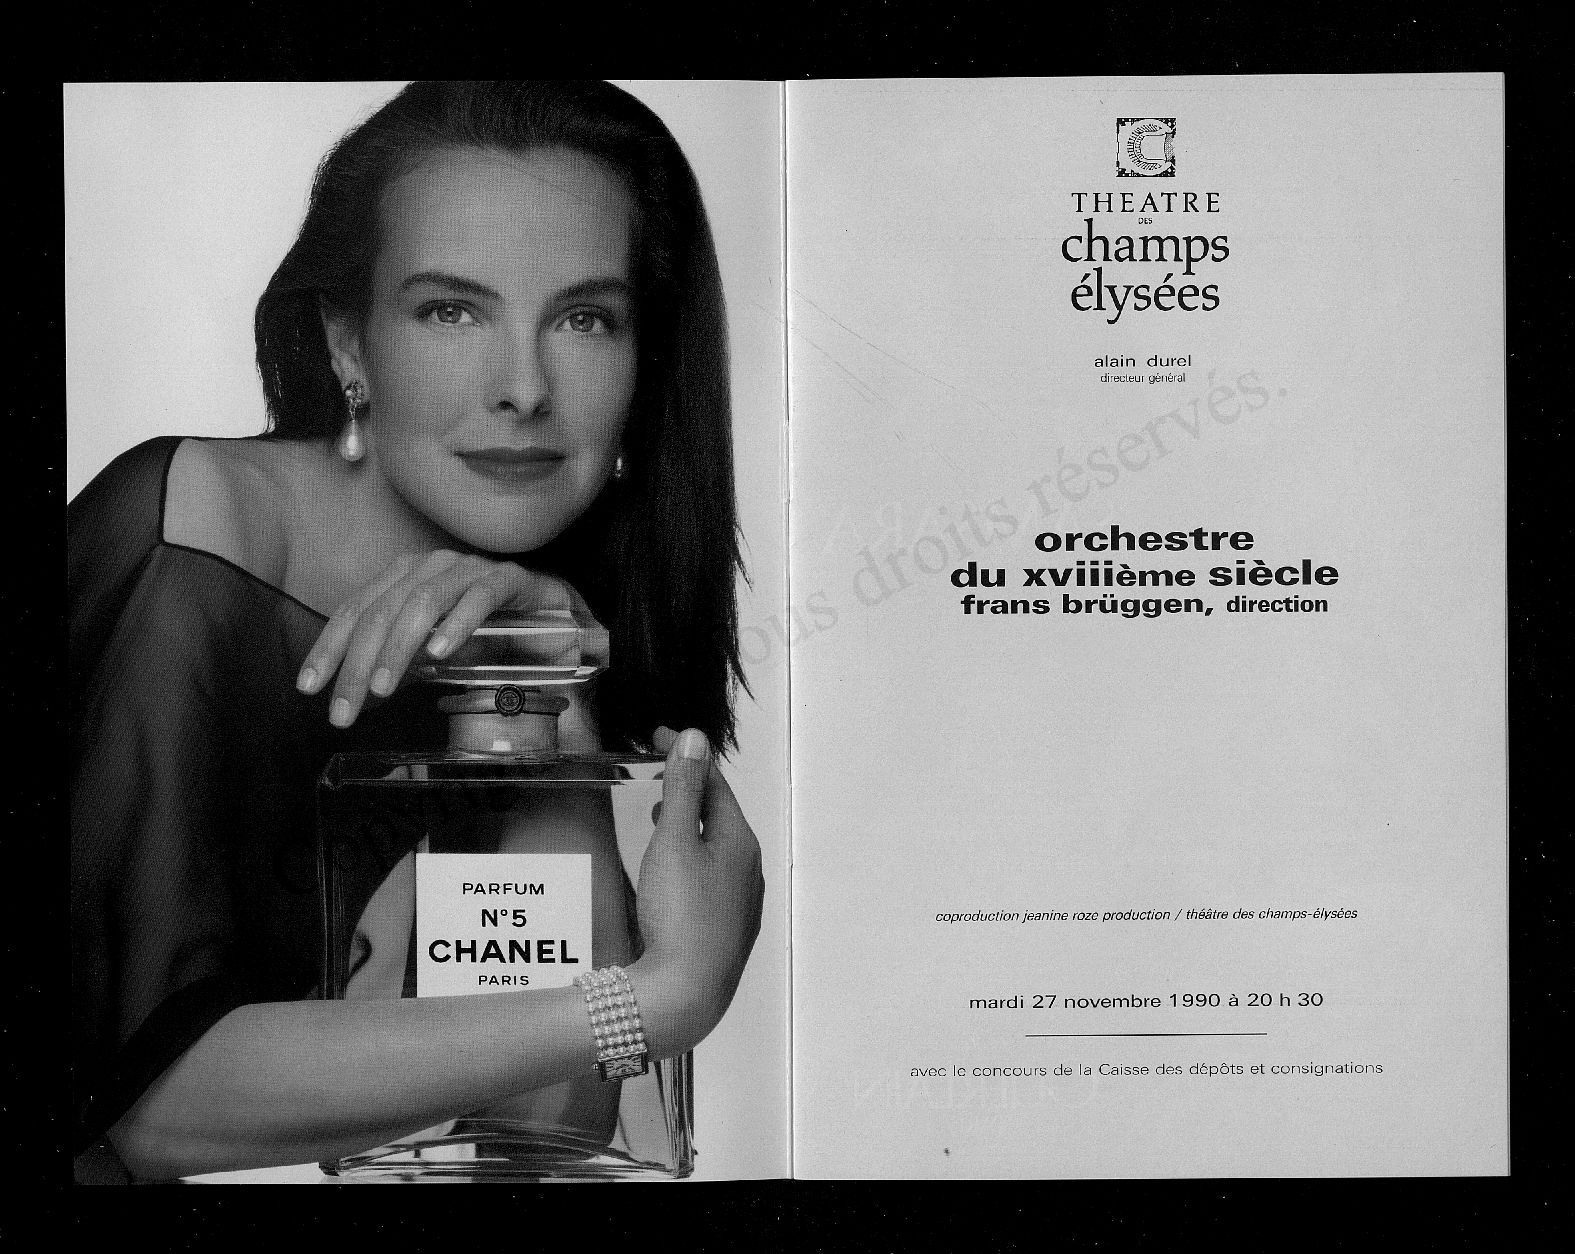 PARFUM
N°5
CHANEL
PARIS
THEATRE
DES
champs
élysées
alain durel
directeur général
orchestre
du xviiième siècle
frans brüggen, direction
coproduction jeanine roze production / théâtre des champs-élysées
mardi 27 novembre 1990 à 20 h 30
avec le concours de la Caisse des dépôts et consignations
droits réservés.